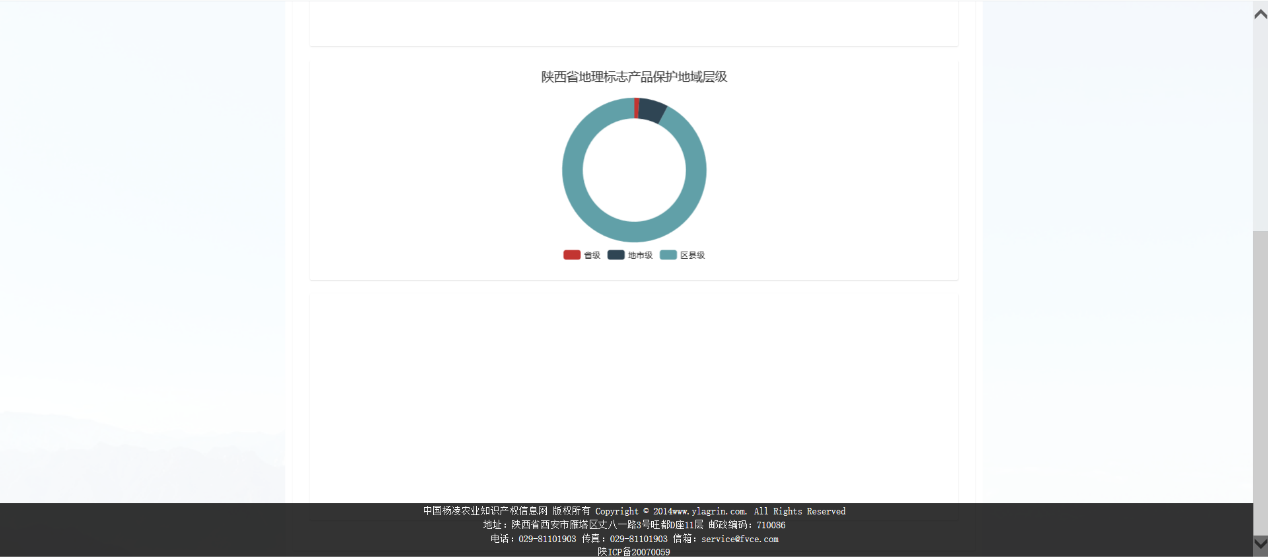 陕西省地理标志产品保护地域层级
省级 地市级 区县级
中国杨凌农业知识产权信息网 版权所有 Copyright © 2014www.ylagrin.com. All Rights Reserved
地址：陕西省西安市雁塔区丈八一路3号旺都D座11层 邮政编码：710086
电话：029-81101903 传真：029-81101903 信箱：service@fvce.com
陕ICP备20070059